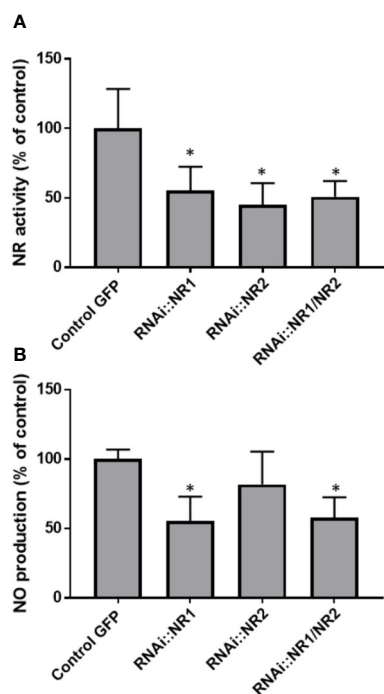 A
NR activity (% of control)
150
100
50
0
*
*
*
Control GFP
RNAi::NR1
RNAi::NR2
RNAi::NR1/NR2
B
NO production (% of control)
150
100
50
0
*
*
Control GFP
RNAi::NR1
RNAi::NR2
RNAi::NR1/NR2